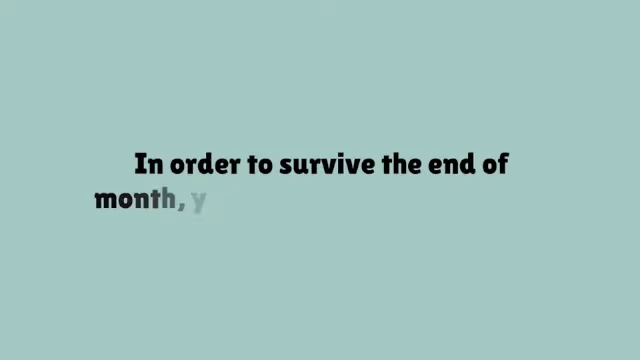 In order to survive the end of
month, y